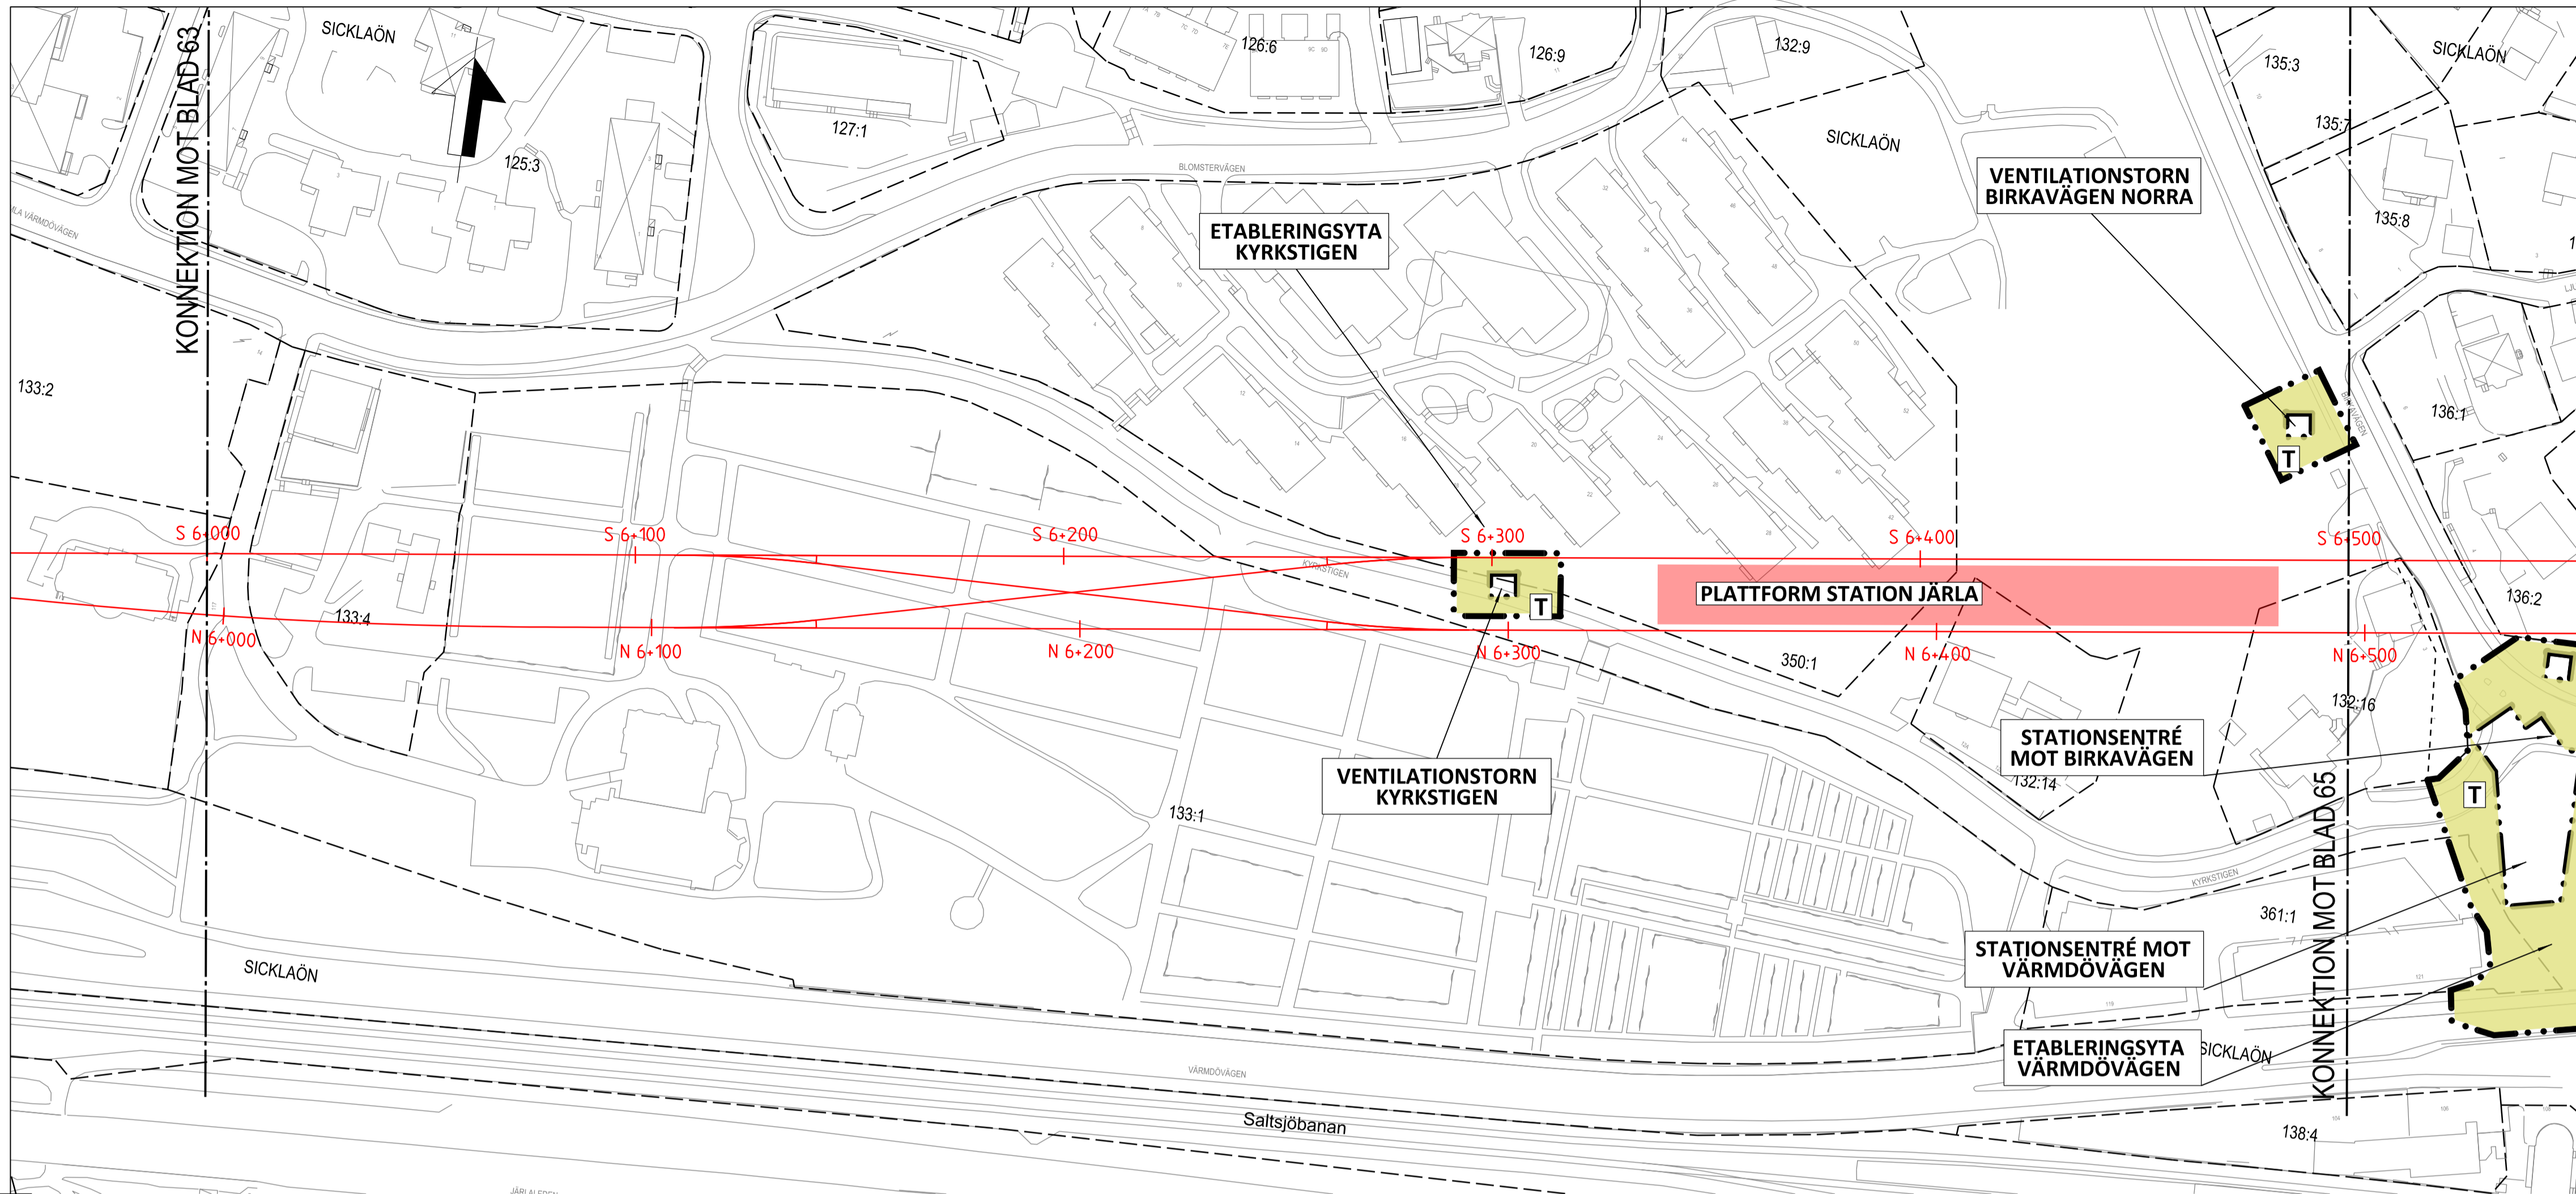 KONNEKTION MOT BLAD 63
SICKLAÖN
125:3
127:1
126:6
126:9
132:9
135:3
SICKLAÖN
135:7
135:8
SICKLAÖN
BLOMSTERVÄGEN
VENTILATIONSTORN
BIRKAVÄGEN NORRA
ETABLERINGSYTA
KYRKSTIGEN
133:2
136:1
BIRKAVÄGEN
T
S 6+000
S 6+100
S 6+200
S 6+300
S 6+400
S 6+500
KYRKSTIGEN
PLATTFORM STATION JÄRLA
T
136:2
133:4
N 6+000
N 6+100
N 6+200
N 6+300
N 6+400
N 6+500
350:1
132:16
STATIONSENTRÉ
MOT BIRKAVÄGEN
132:14
T
VENTILATIONSTORN
KYRKSTIGEN
133:1
KONNEKTION MOT BLAD 65
KYRKSTIGEN
361:1
STATIONSENTRÉ MOT
VÄRMDÖVÄGEN
SICKLAÖN
ETABLERINGSYTA
VÄRMDÖVÄGEN
SICKLAÖN
VÄRMDÖVÄGEN
Saltsjöbanan
138:4